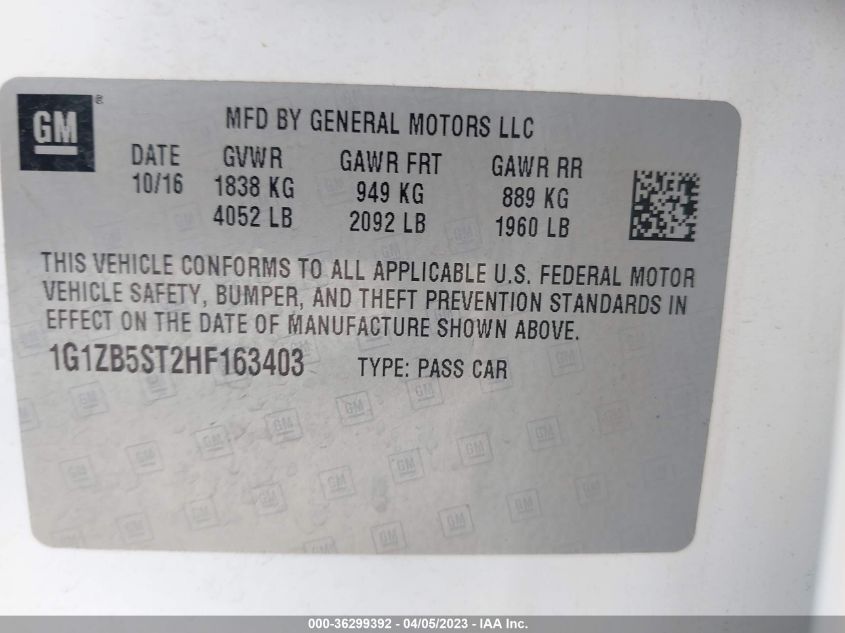 GM ®
MFD BY GENERAL MOTORS LLC
DATE GVWR GAWR FRT GAWR RR
10/16 1838 KG 949 KG 889 KG
4052 LB 2092 LB 1960 LB
THIS VEHICLE CONFORMS TO ALL APPLICABLE U.S. FEDERAL MOTOR
VEHICLE SAFETY, BUMPER, AND THEFT PREVENTION STANDARDS IN
EFFECT ON THE DATE OF MANUFACTURE SHOWN ABOVE.
1G1ZB5ST2HF163403 TYPE: PASS CAR
000-36299392 - 04/05/2023 - IAA Inc.